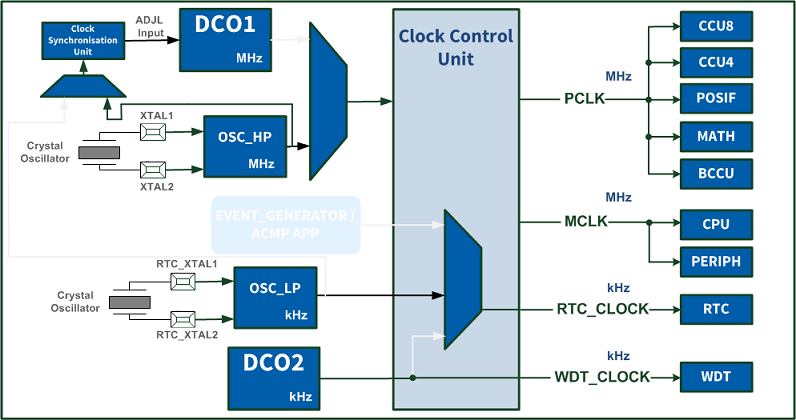 Clock
Synchronisation
Unit
ADJL
Input
DCO1
MHz
Clock Control
Unit
MHz
PCLK
CCU8
CCU4
POSIF
MATH
BCCU
XTAL1
Crystal
Oscillator
XTAL2
OSC_HP
MHz
EVENT_GENERATOR /
ACMP APP
MHz
MCLK
CPU
PERIPH
RTC_XTAL1
Crystal
Oscillator
RTC_XTAL2
OSC_LP
kHz
kHz
RTC_CLOCK
RTC
DCO2
kHz
kHz
WDT_CLOCK
WDT